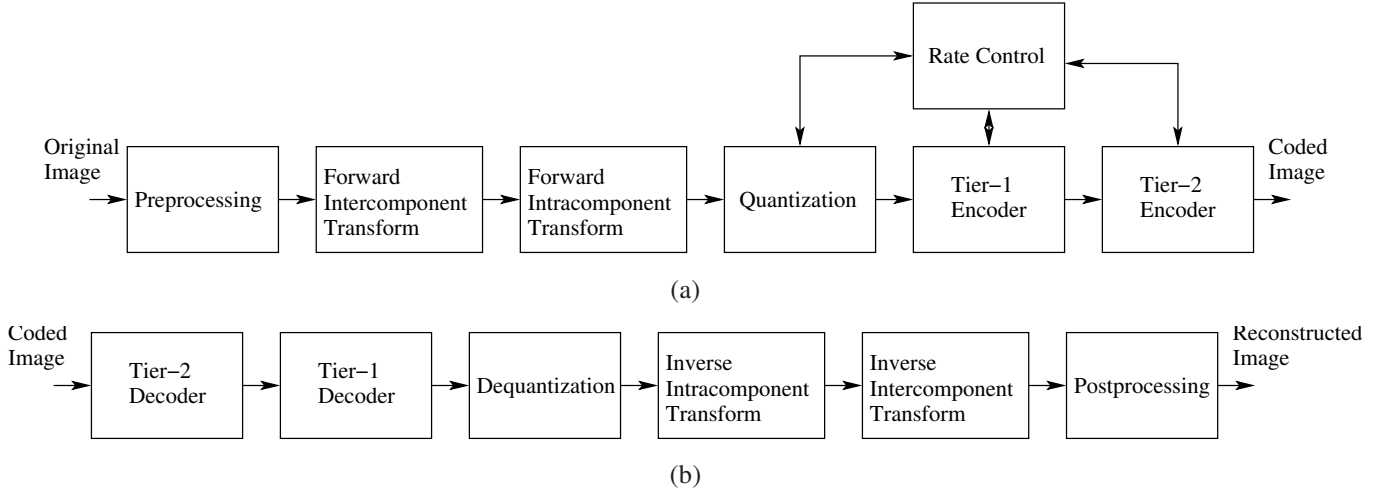 Rate Control
Original
Image
Preprocessing
Forward
Intercomponent
Transform
Forward
Intracomponent
Transform
Quantization
Tier−1
Encoder
Tier−2
Encoder
Coded
Image
(a)
Coded
Image
Tier−2
Decoder
Tier−1
Decoder
Dequantization
Inverse
Intracomponent
Transform
Inverse
Intercomponent
Transform
Postprocessing
Reconstructed
Image
(b)